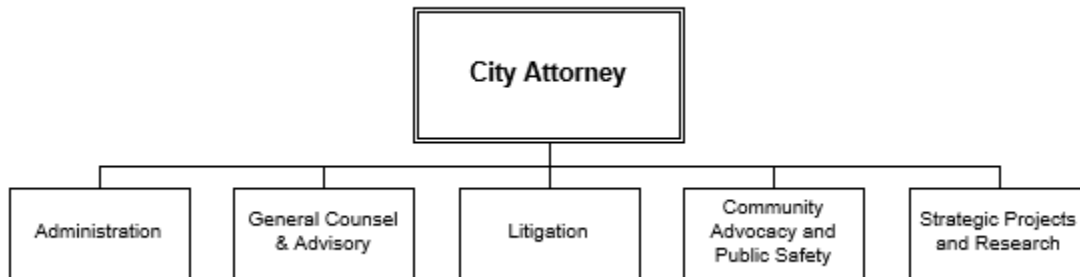 City Attorney
Administration
General Counsel
& Advisory
Litigation
Community
Advocacy and
Public Safety
Strategic Projects
and Research